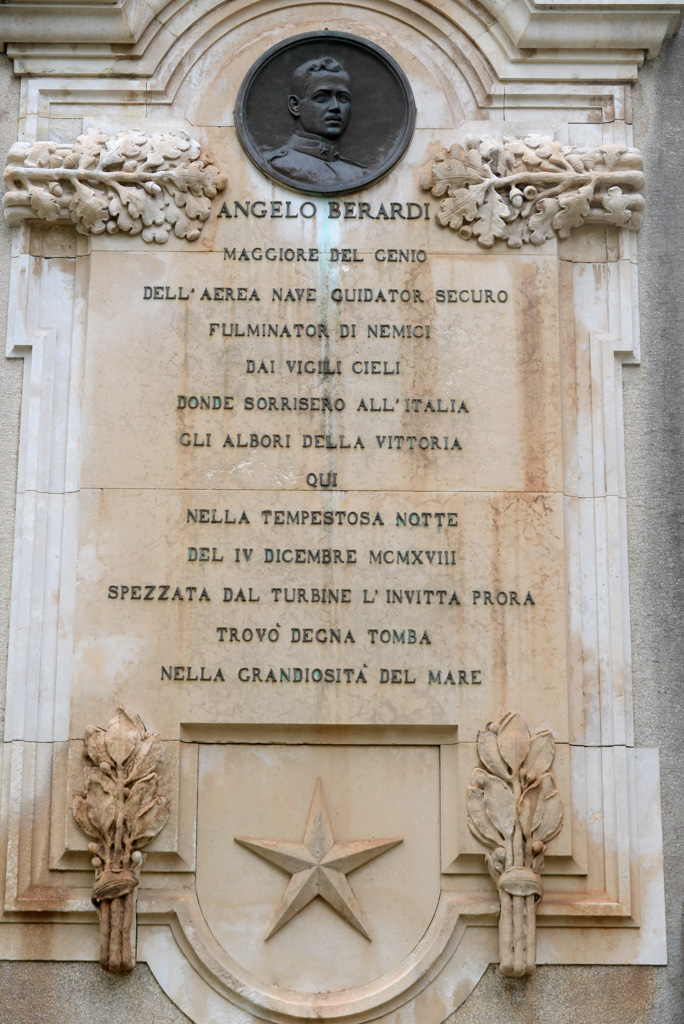 ANGELO BERARDI
MAGGIORE DEL GENIO
DELL'AEREA NAVE GUIDATOR SECURO
FULMINATOR DI NEMICI
DAI VIGILI CIELI
DONDE SORRISERO ALL'ITALIA
GLI ALBORI DELLA VITTORIA
QUI
NELLA TEMPESTOSA NOTTE
DEL IV DICEMBRE MCMXVIII
SPEZZATA DAL TURBINE L'INVITTA PRORA
TROVO' DEGNA TOMBA
NELLA GRANDIOSITA' DEL MARE